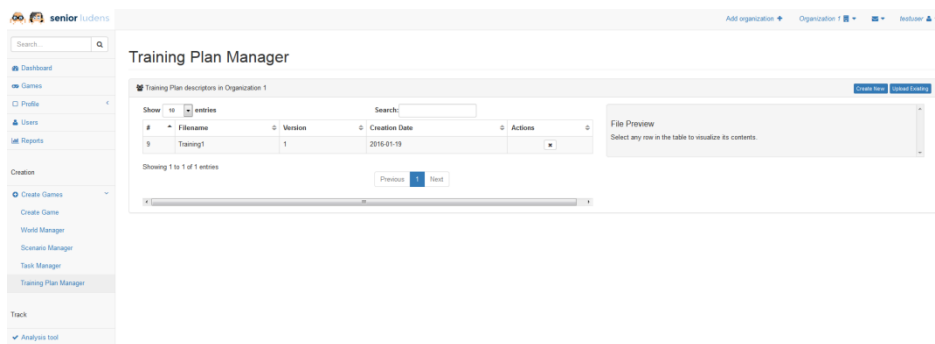 senior ludens
Add organization
Organization 1
testuser
Search...
Dashboard
Games
Profile
Users
Reports
Creation
Create Games
Create Game
World Manager
Scenario Manager
Task Manager
Training Plan Manager
Track
Analysis tool
Training Plan Manager
Training Plan descriptors in Organization 1
Create New Upload Existing
Show 10 entries Search:
# Filename Version Creation Date Actions
9 Training1 1 2016-01-19
Showing 1 to 1 of 1 entries
Previous 1 Next
File Preview
Select any row in the table to visualize its contents.